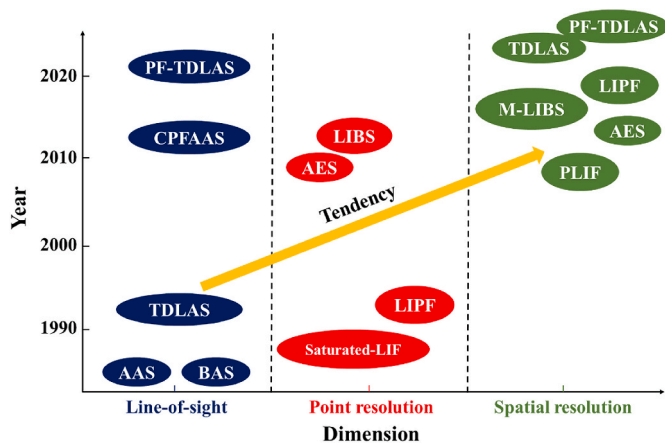 PF-TDLAS
TDLAS
PF-TDLAS
2020
LIPF
M-LIBS
CPFAAS
LIBS
AES
AES
2010
PLIF
Year
Tendency
2000
TDLAS
LIPF
1990
Saturated-LIF
AAS
BAS
Line-of-sight
Point resolution
Spatial resolution
Dimension